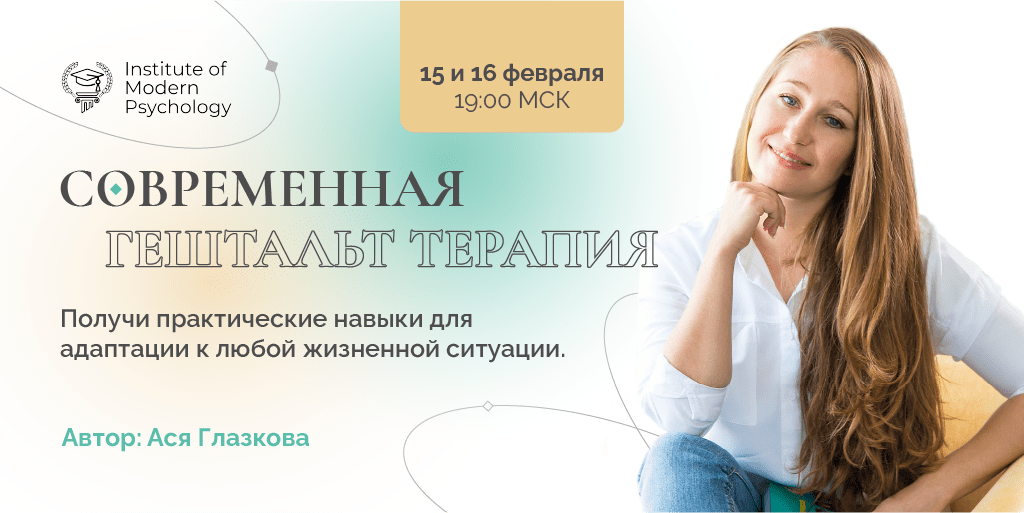 Institute of
Modern
Psychology
15 и 16 февраля
19:00 МСК
СОВРЕМЕННАЯ
ГЕШТАЛЬТ ТЕРАПИЯ
Получи практические навыки для
адаптации к любой жизненной ситуации.
Автор: Ася Глазкова